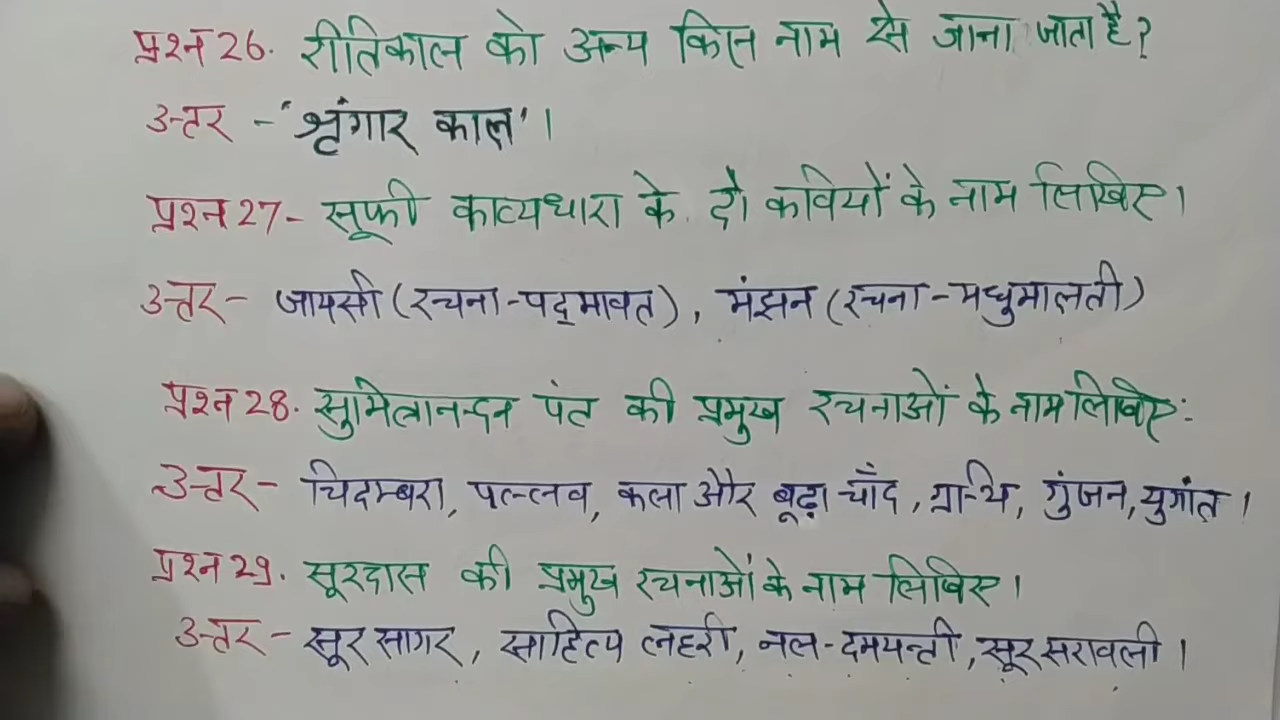 प्रश्न 26. रीतिकाल को अन्य किस नाम से जाना जाता है?
उत्तर - 'श्रृंगार काल'।
प्रश्न 27- सूफी काव्यधारा के दो कवियों के नाम लिखिए।
उत्तर - जायसी (रचना - पद्मावत), मंझन (रचना - मधुमालती)
प्रश्न 28. सुमित्रानन्दन पंत की प्रमुख रचनाओं के नाम लिखिए:
उत्तर - चिदम्बरा, पल्लव, कला और बूढ़ा चाँद, ग्रन्थि, गुंजन, युगांत।
प्रश्न 29. सूरदास की प्रमुख रचनाओं के नाम लिखिए।
उत्तर - सूर सागर, साहित्य लहरी, नल-दमयन्ती, सूर सरावली।